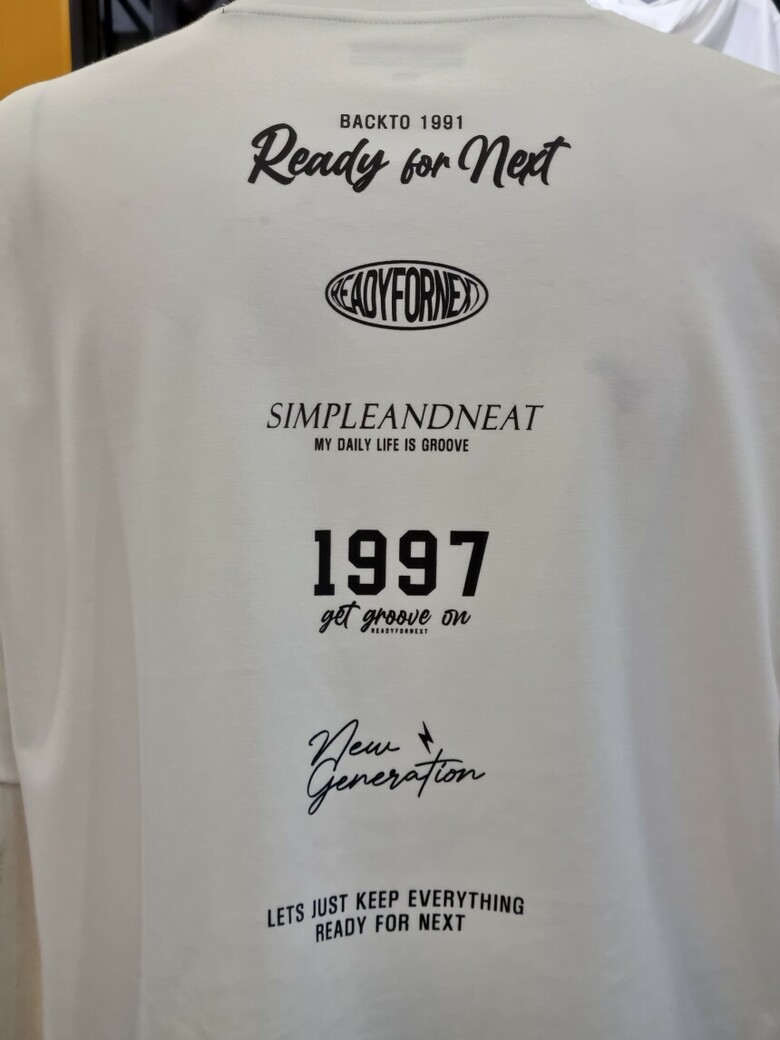 BACKTO 1991
Ready for Next
READYFORNEXT
SIMPLEANDNEAT
MY DAILY LIFE IS GROOVE
1997
get groove on
READYFORNEXT
New
Generation
LETS JUST KEEP EVERYTHING
READY FOR NEXT